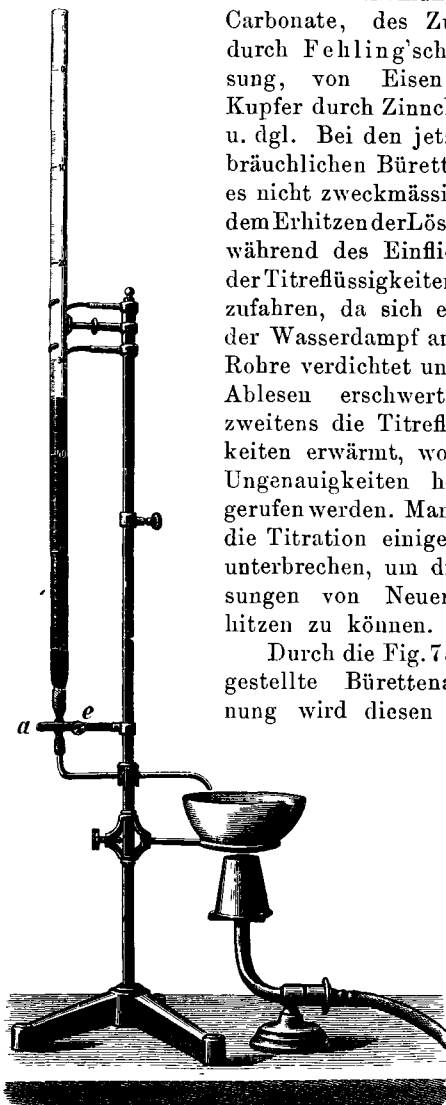 Carbonate, des Zu
durch Fehling'sch
sung, von Eisen
Kupfer durch Zinnch
u. dgl. Bei den jetz
bräuchlichen Bürett
es nicht zweckmässi
dem Erhitzen der Lös
während des Einfli
der Titreflüssigkeiten
zufahren, da sich e
der Wasserdampf an
Rohre verdichtet un
Ablesen erschwert
zweitens die Titrefl
keiten erwärmt, wo
Ungenauigkeiten h
gerufen werden. Man
die Titration einige
unterbrechen, um di
sungen von Neuer
hitzen zu können.
Durch die Fig. 7
gestellte Bürettena
nung wird diesen
a e